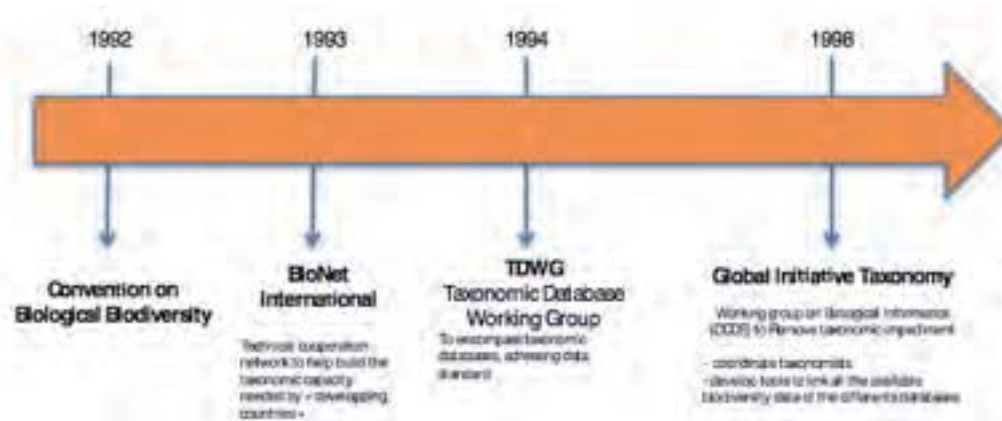 1992
1993
1994
1996
Convention on
Biological Biodiversity
BioNet
International
Technical cooperation
network to help build the
taxonomic capacity
needed by « developping
countries »
TDWG
Taxonomic Database
Working Group
To encompass taxonomic
databases, adressing data
standard
Global Initiative Taxonomy
Working group on Biological Informatics
to Remove taxonomic impediment
- coordinate taxonomists
- develop tools to link all the available
biodiversity data of the differents databases